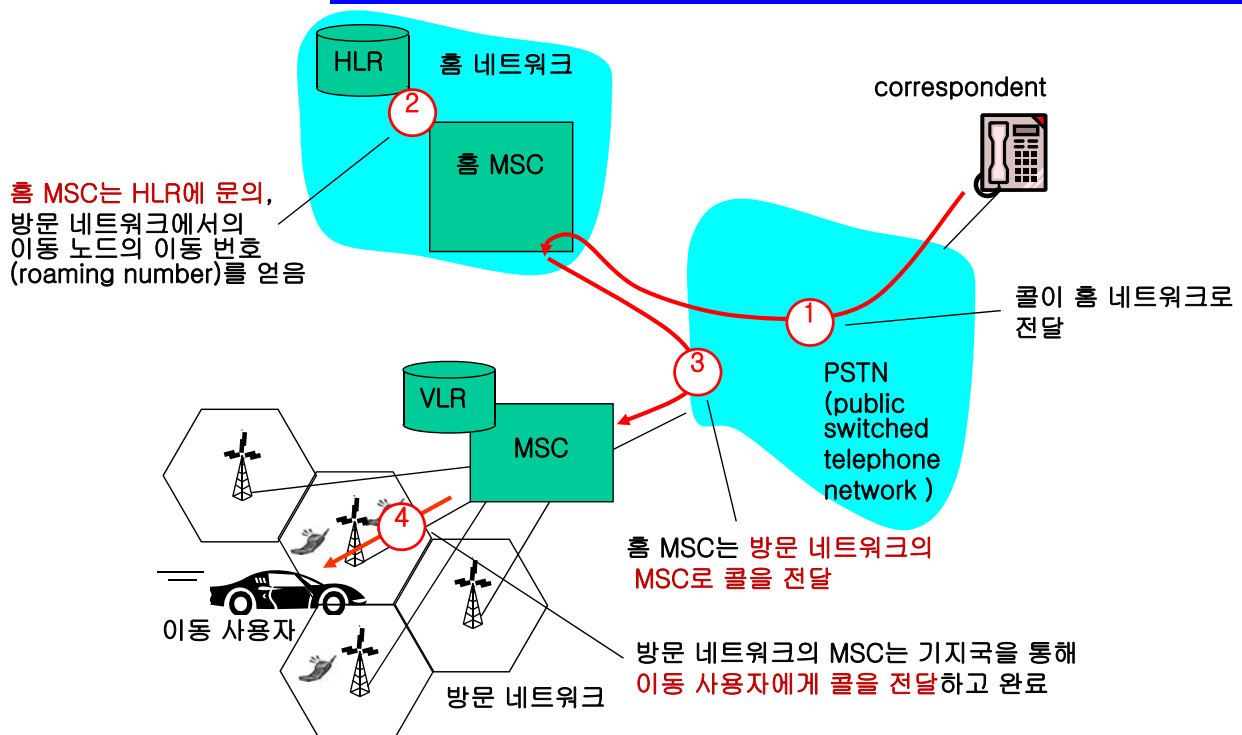 HLR
홈 네트워크
correspondent
2
홈 MSC
홈 MSC는 HLR에 문의,
방문 네트워크에서의
이동 노드의 이동 번호
(roaming number)를 얻음
1
콜이 홈 네트워크로
전달
3
PSTN
(public
switched
telephone
network )
VLR
MSC
4
홈 MSC는 방문 네트워크의
MSC로 콜을 전달
이동 사용자
방문 네트워크의 MSC는 기지국을 통해
이동 사용자에게 콜을 전달하고 완료
방문 네트워크